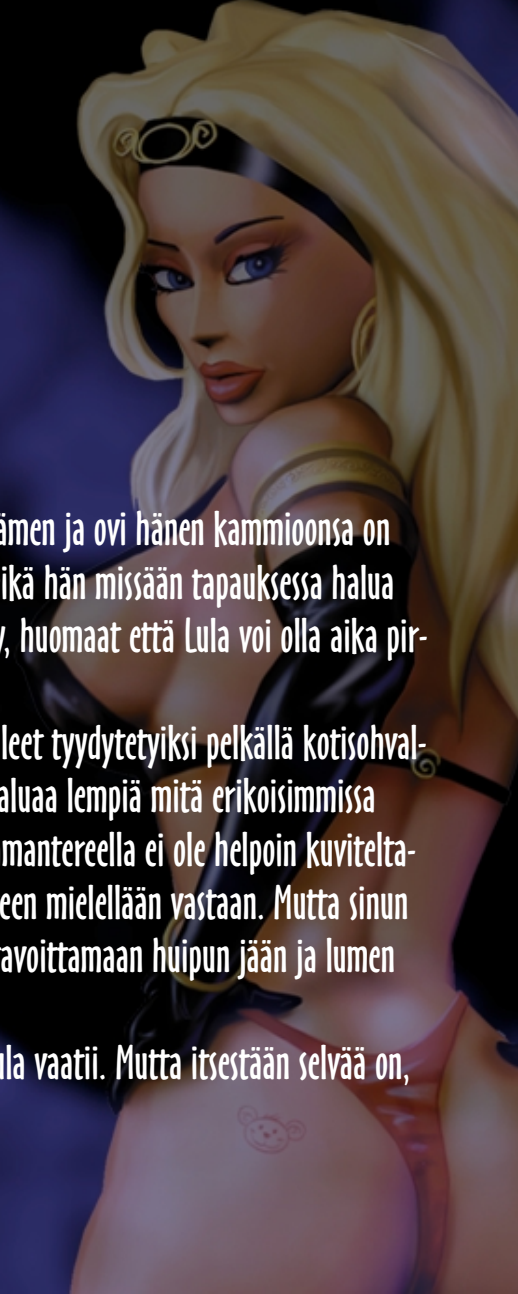 ämen ja ovi hänen kammioonsa on
ikä hän missään tapauksessa halua
, huomaat että Lula voi olla aika pir-
leet tyydytetyiksi pelkällä kotisohval-
aluaa lempiä mitä erikoisimmissa
mantereella ei ole helpoin kuvitelta-
een mielellään vastaan. Mutta sinun
avoittamaan huipun jään ja lumen
ula vaatii. Mutta itsestään selvää on,